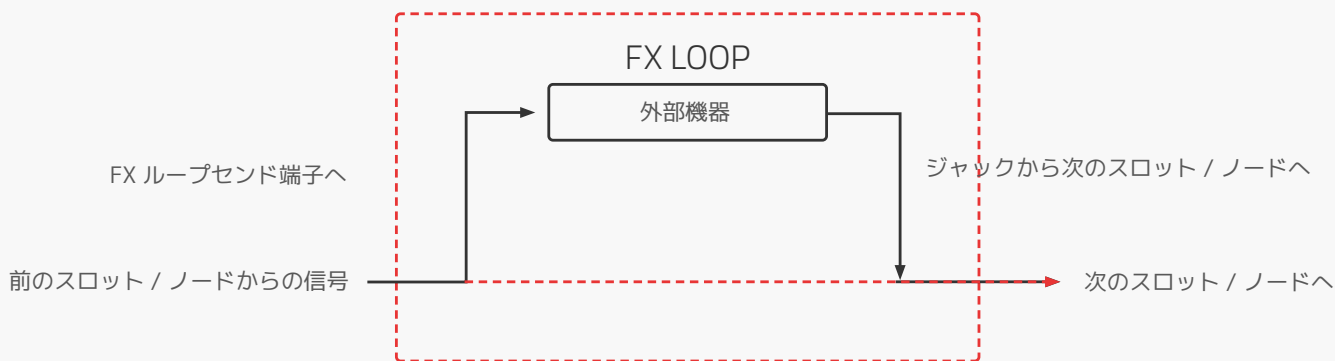 FX LOOP
外部機器
FX ループセンド端子へ
ジャックから次のスロット / ノードへ
前のスロット / ノードからの信号
次のスロット / ノードへ